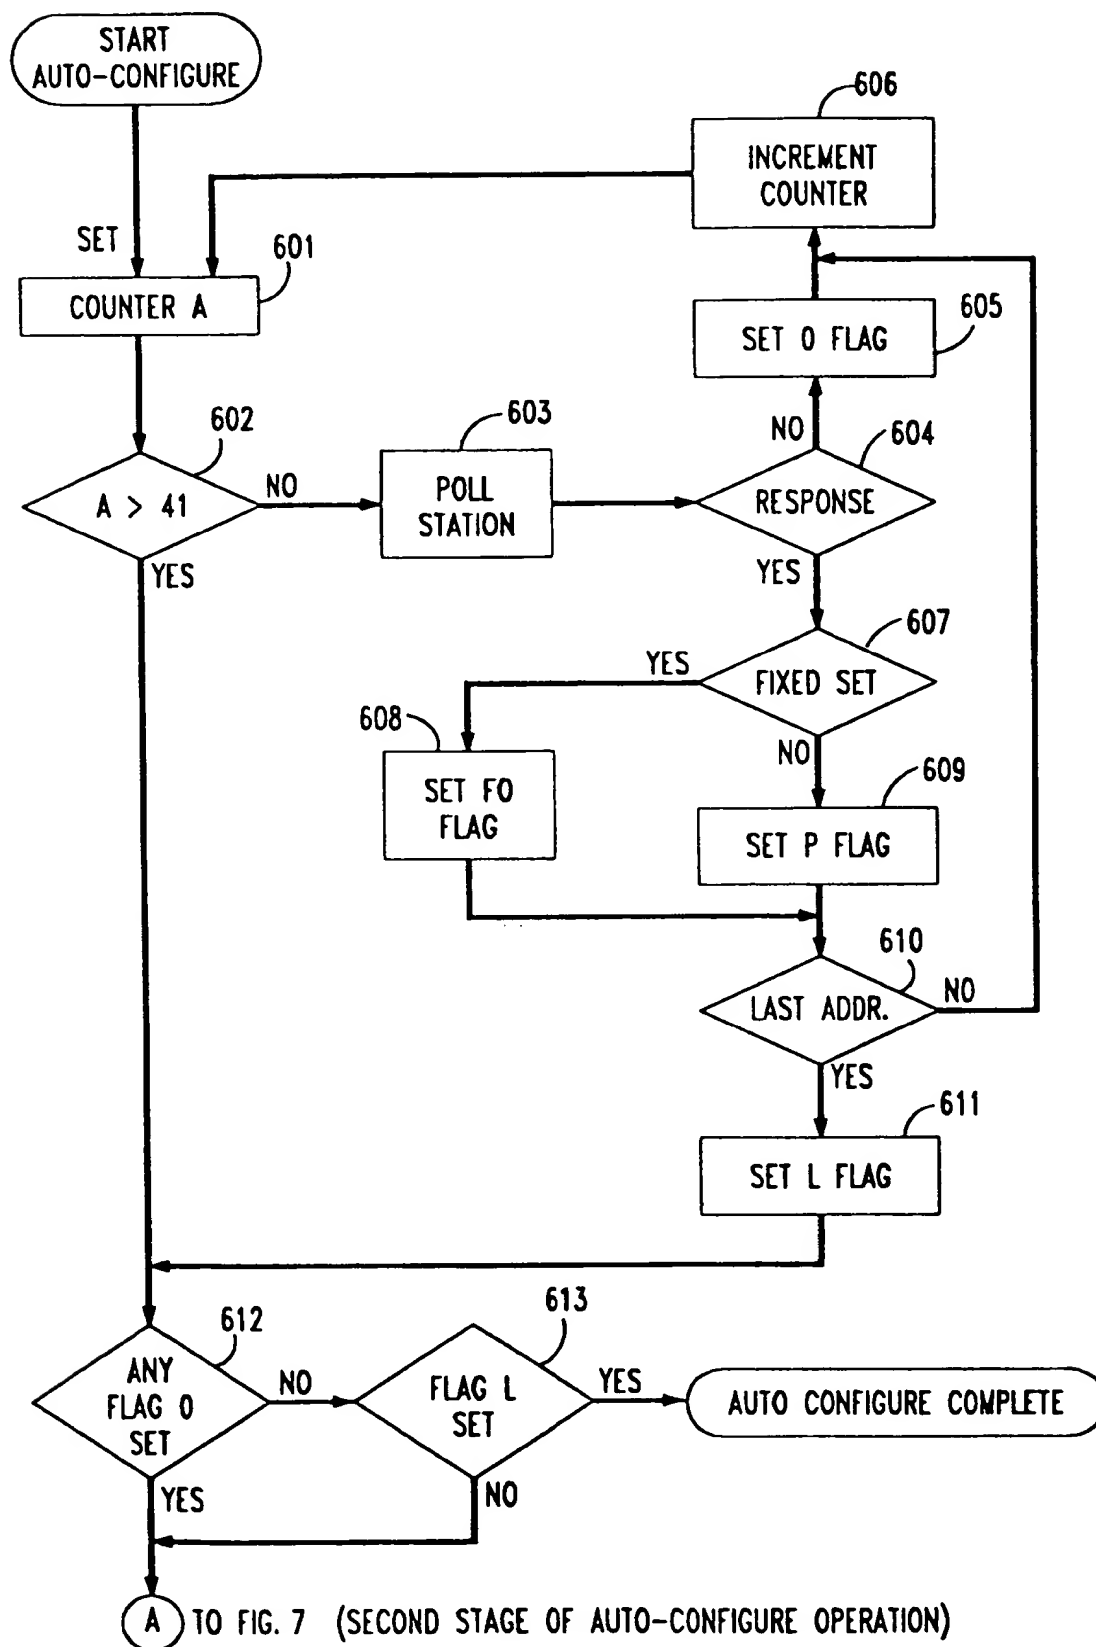 START
AUTO-CONFIGURE
606
INCREMENT
COUNTER
SET
601
COUNTER A
605
SET O FLAG
602
603
NO
604
A > 41
NO
POLL
STATION
RESPONSE
YES
YES
607
YES
FIXED SET
608
NO
609
SET FO
FLAG
SET P FLAG
610
LAST ADDR.
NO
YES
611
SET L FLAG
612
613
ANY
FLAG O
SET
NO
FLAG L
SET
YES
AUTO CONFIGURE COMPLETE
YES
NO
A TO FIG. 7 (SECOND STAGE OF AUTO-CONFIGURE OPERATION)